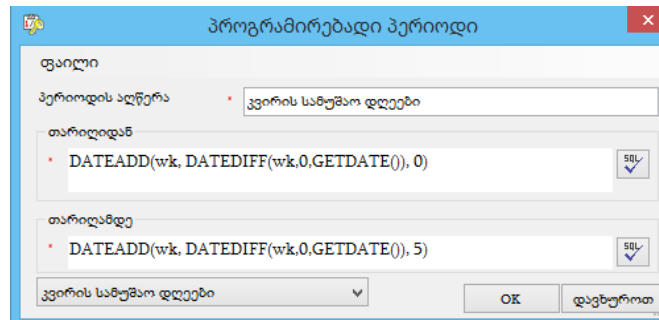 პროგრამირებადი პერიოდი
ფაილი
პერიოდის აღწერა * კვირის სამუშაო დღეები
თარიღიდან
* DATEADD(wk, DATEDIFF(wk,0,GETDATE()), 0)
SQL
თარიღამდე
* DATEADD(wk, DATEDIFF(wk,0,GETDATE()), 5)
SQL
კვირის სამუშაო დღეები
OK დავხუროთ